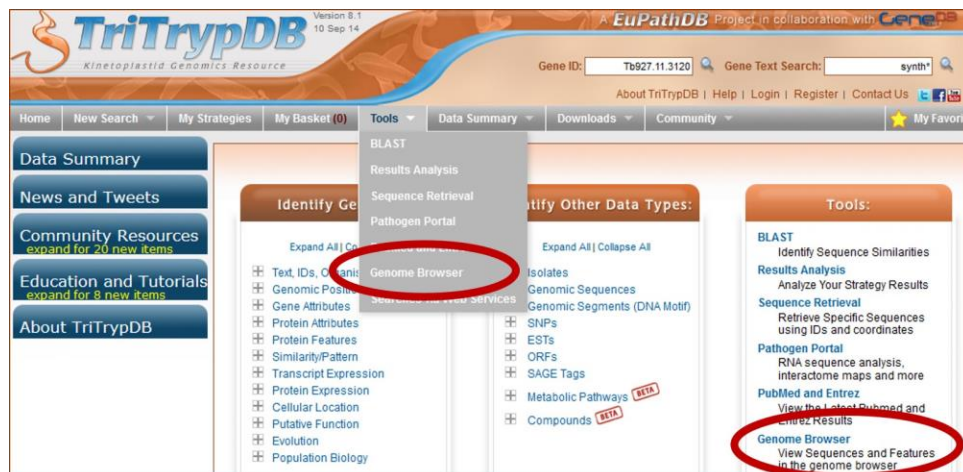 TriTrypDB
Version 8.1
10 Sep 14
Kinetoplastid Genomics Resource
A EuPathDB Project in collaboration with GeneDB
Gene ID: Tb927.11.3120 Gene Text Search: synth*
About TriTrypDB | Help | Login | Register | Contact Us
Home New Search My Strategies My Basket (0) Tools Data Summary Downloads Community My Favori
BLAST
Results Analysis
Sequence Retrieval
Pathogen Portal
Genome Browser
Searches via Web Services
Data Summary
News and Tweets
Community Resources
expand for 20 new items
Education and Tutorials
expand for 8 new items
About TriTrypDB
Identify Ge
Expand All | Co
Text, IDs, Organis
Genomic Positio
Gene Attributes
Protein Attributes
Protein Features
Similarity/Pattern
Transcript Expression
Protein Expression
Cellular Location
Putative Function
Evolution
Population Biology
tify Other Data Types:
Expand All | Collapse All
Isolates
Genomic Sequences
Genomic Segments (DNA Motif)
SNPs
ESTs
ORFs
SAGE Tags
Metabolic Pathways BETA
Compounds BETA
Tools:
BLAST
Identify Sequence Similarities
Results Analysis
Analyze Your Strategy Results
Sequence Retrieval
Retrieve Specific Sequences
using IDs and coordinates
Pathogen Portal
RNA sequence analysis,
interactome maps and more
PubMed and Entrez
View the Latest Pubmed and
Entrez Results
Genome Browser
View Sequences and Features
in the genome browser